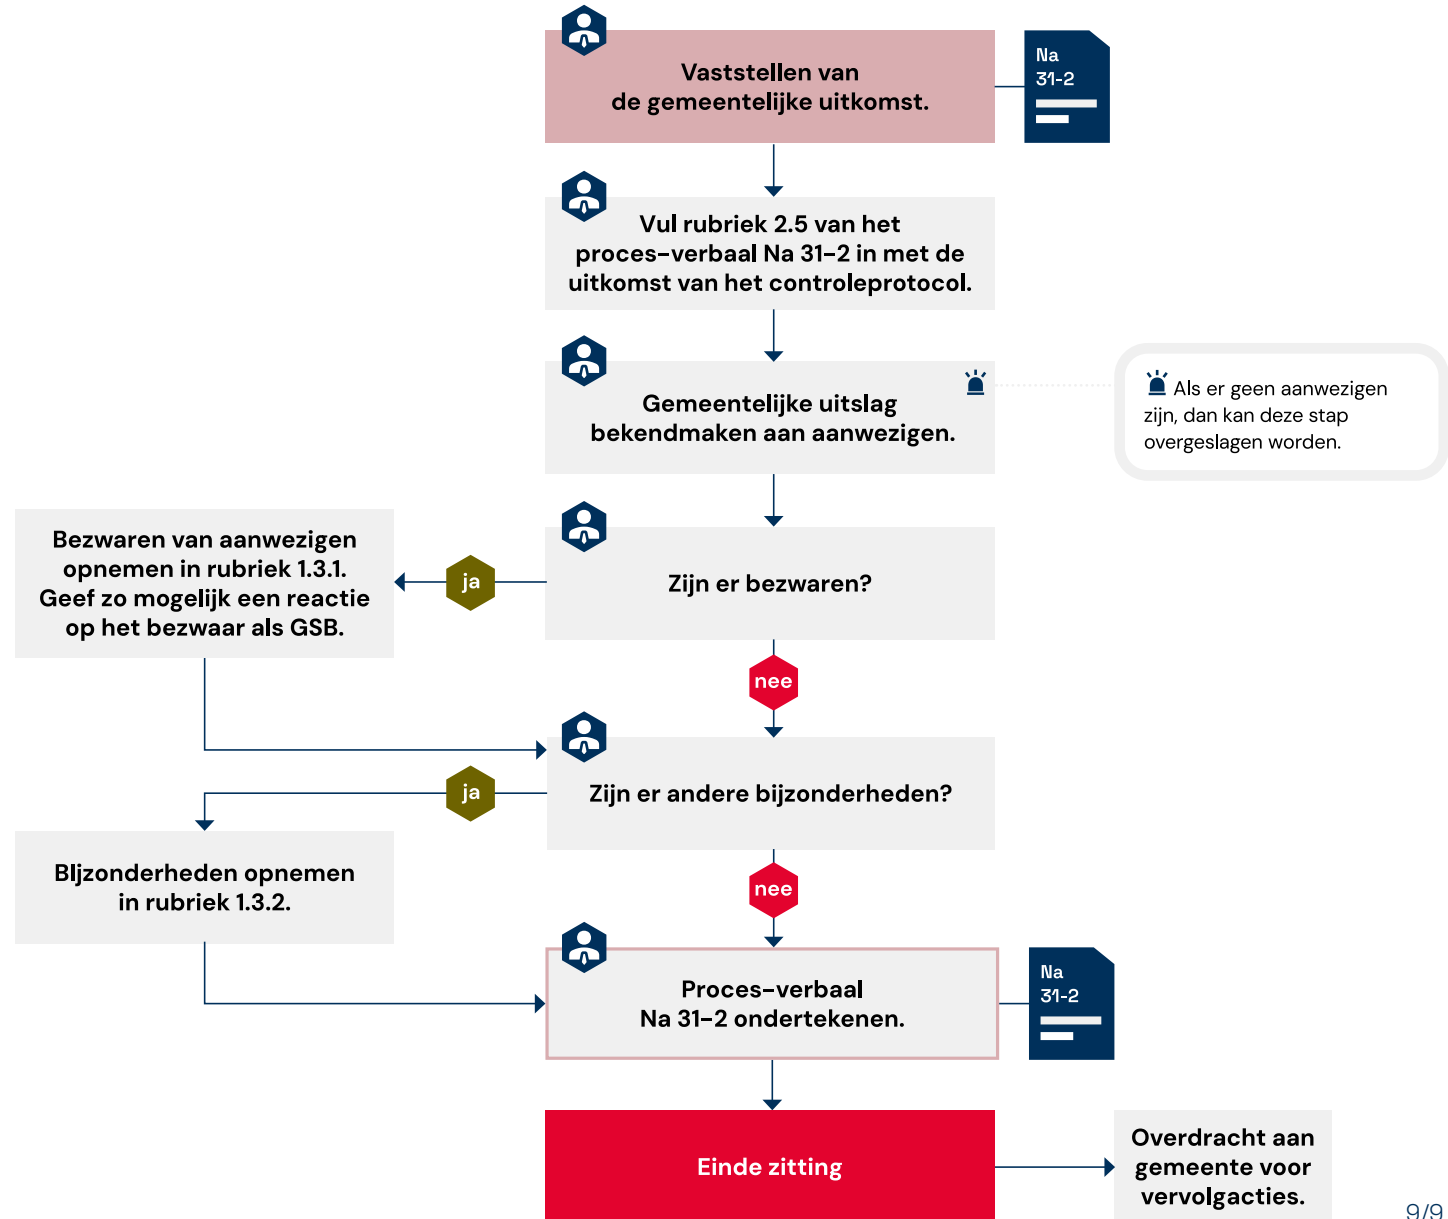 Vaststellen van
de gemeentelijke uitkomst.
Na
31-2
Vul rubriek 2.5 van het
proces-verbaal Na 31-2 in met de
uitkomst van het controleprotocol.
Gemeentelijke uitslag
bekendmaken aan aanwezigen.
Als er geen aanwezigen
zijn, dan kan deze stap
overgeslagen worden.
Bezwaren van aanwezigen
opnemen in rubriek 1.3.1.
Geef zo mogelijk een reactie
op het bezwaar als GSB.
ja
Zijn er bezwaren?
nee
ja
Zijn er andere bijzonderheden?
BIjzonderheden opnemen
in rubriek 1.3.2.
nee
Proces-verbaal
Na 31-2 ondertekenen.
Na
31-2
Einde zitting
Overdracht aan
gemeente voor
vervolgacties.
9/9